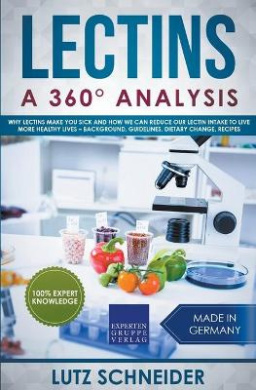 LECTINS
A 360° ANALYSIS
WHY LECTINS MAKE YOU SICK AND HOW WE CAN REDUCE OUR LECTIN INTAKE TO LIVE
MORE HEALTHY LIVES – BACKGROUND, GUIDELINES, DIETARY CHANGE, RECIPES
100% EXPERT
KNOWLEDGE
EXPERTEN
GRUPPE
VERLAG
MADE IN
GERMANY
LUTZ SCHNEIDER